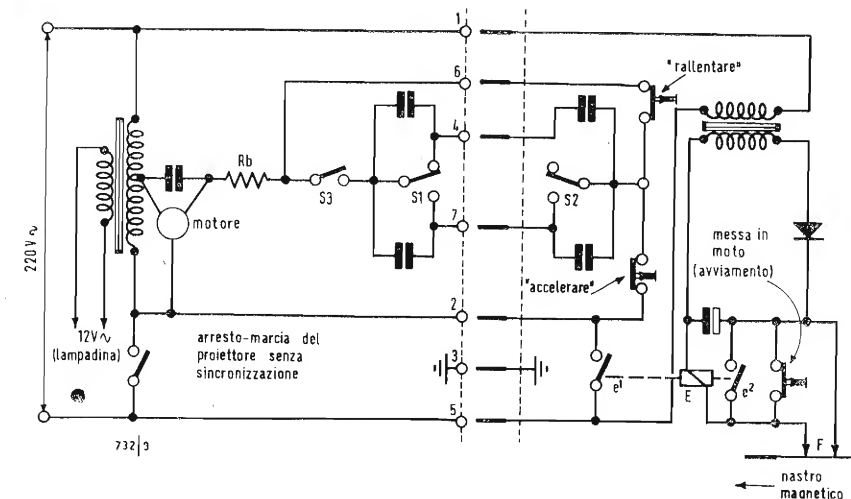 1
6
"rallentare"
4
Rb
S3
S1
S2
motore
7
220V~
messa in
moto
(avviamento)
"accelerare"
2
12V~
(lampadina)
arresto-marcia del
proiettore senza
sincronizzazione
3
e¹
E
e²
5
F
732|9
nastro
magnetico